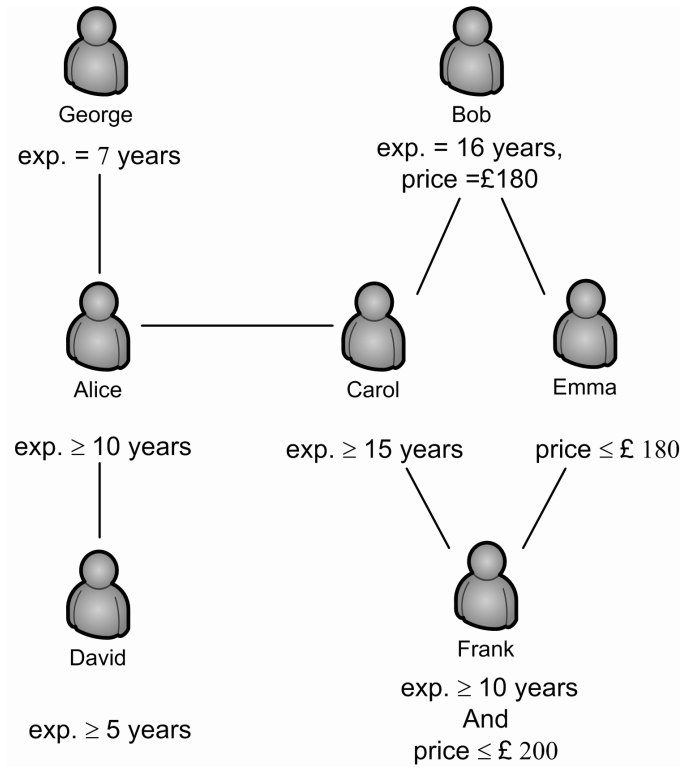 George
Bob
exp. = 7 years
exp. = 16 years,
price =£180
Alice
Carol
Emma
exp. ≥ 10 years
exp. ≥ 15 years
price ≤ £ 180
David
Frank
exp. ≥ 5 years
exp. ≥ 10 years
And
price ≤ £ 200